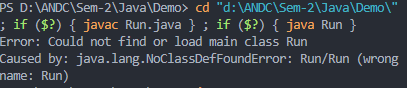 PS D:\ANDC\Sem-2\Java\Demo> cd "d:\ANDC\Sem-2\Java\Demo\"
; if ($?) { javac Run.java } ; if ($?) { java Run }
Error: Could not find or load main class Run
Caused by: java.lang.NoClassDefFoundError: Run/Run (wrong
name: Run)